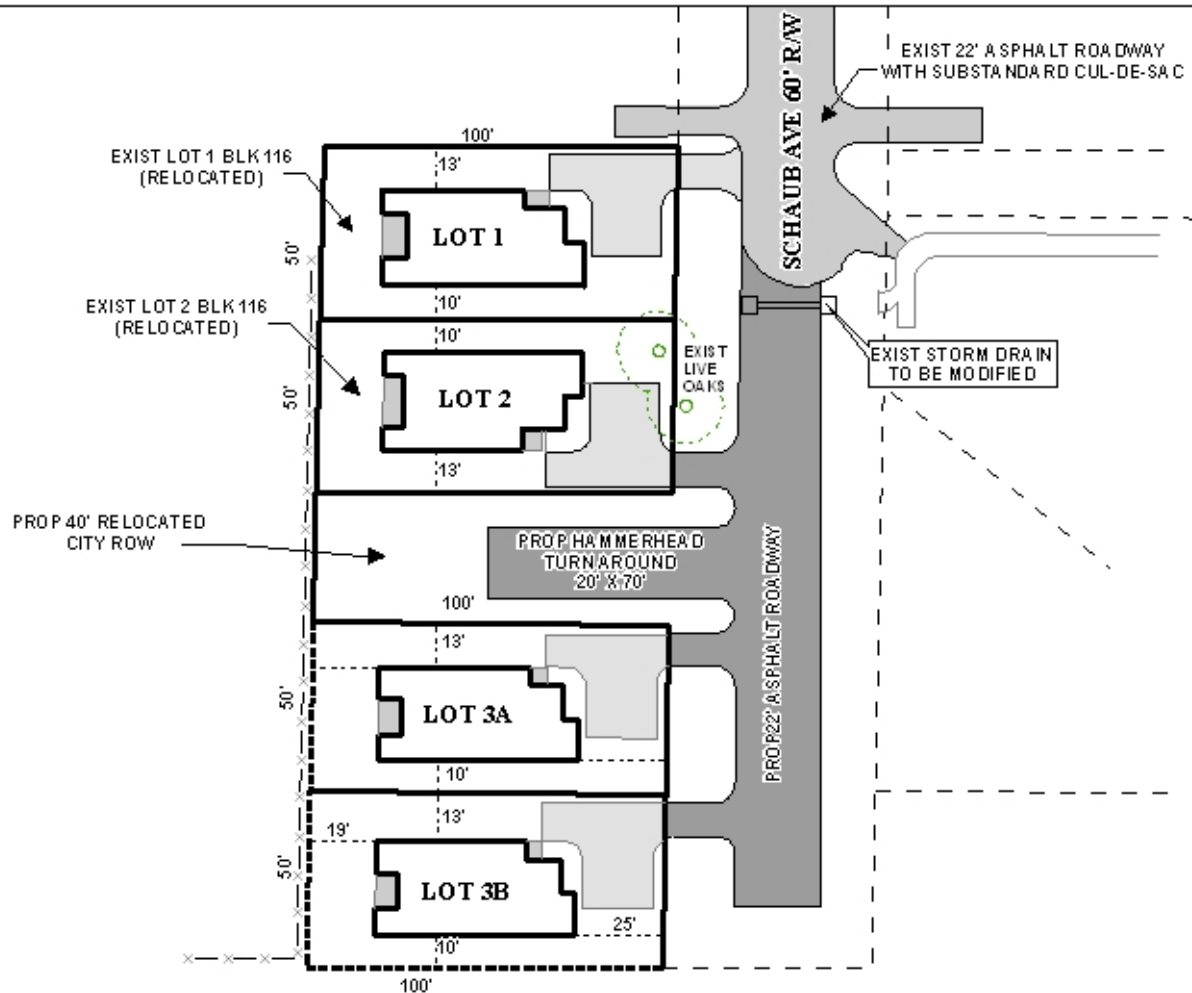 SCHAUB AVE 60' R/W
EXIST 22' ASPHALT ROADWAY
WITH SUBSTANDARD CUL-DE-SAC
100'
EXIST LOT 1 BLK 116
(RELOCATED)
13'
LOT 1
50'
10'
EXIST LOT 2 BLK 116
(RELOCATED)
10'
EXIST
LIVE
OAKS
EXIST STORM DRAIN
TO BE MODIFIED
50'
LOT 2
13'
PROP 40' RELOCATED
CITY ROW
PROP HAMMERHEAD
TURNAROUND
20' X 70'
100'
PROP 22' ASPHALT ROADWAY
13'
50'
LOT 3A
10'
13'
19'
50'
LOT 3B
25'
10'
100'